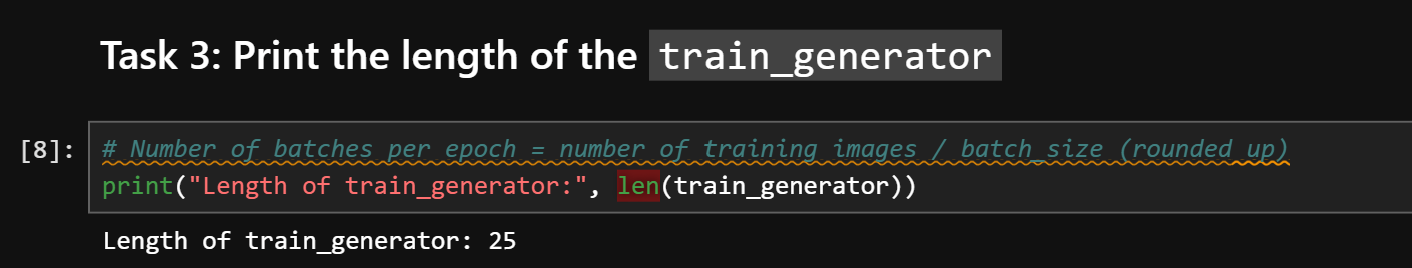 Task 3: Print the length of the train_generator
[8]:
# Number of batches per epoch = number of training images / batch_size (rounded up)
print("Length of train_generator:", len(train_generator))
Length of train_generator: 25